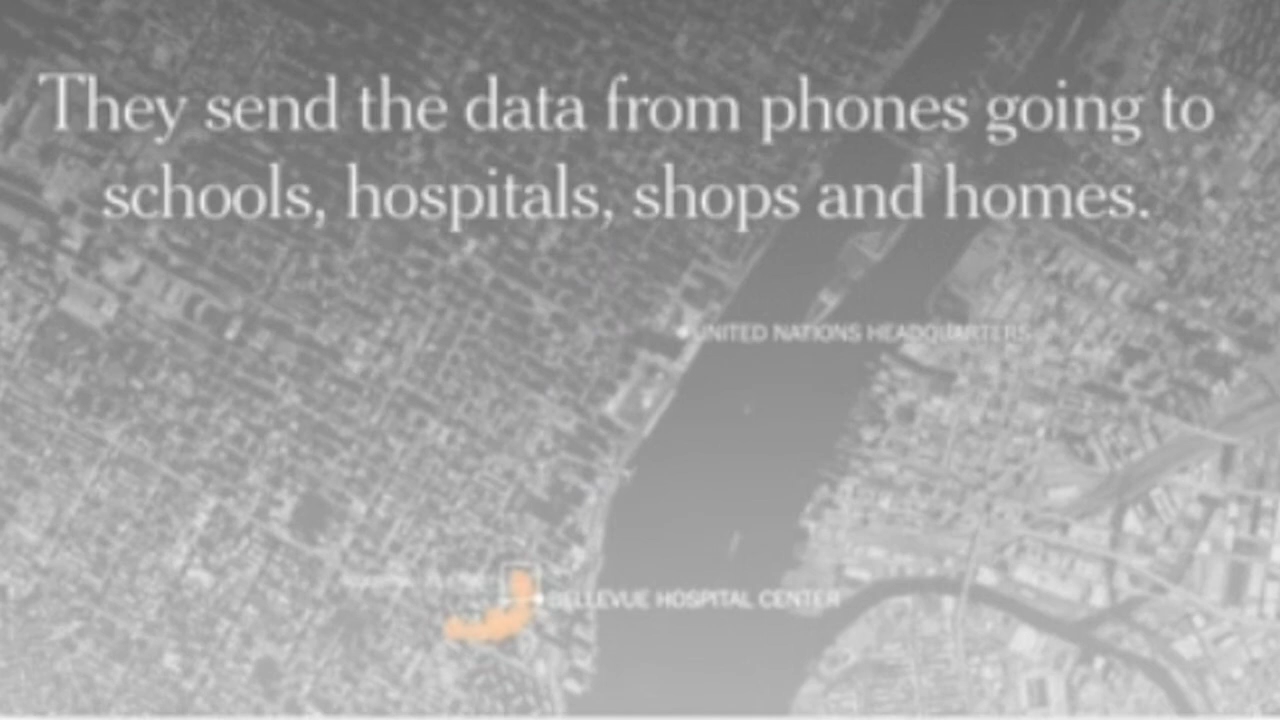 They send the data from phones going to
schools, hospitals, shops and homes.
UNITED NATIONS HEADQUARTERS
BELLEVUE HOSPITAL CENTER